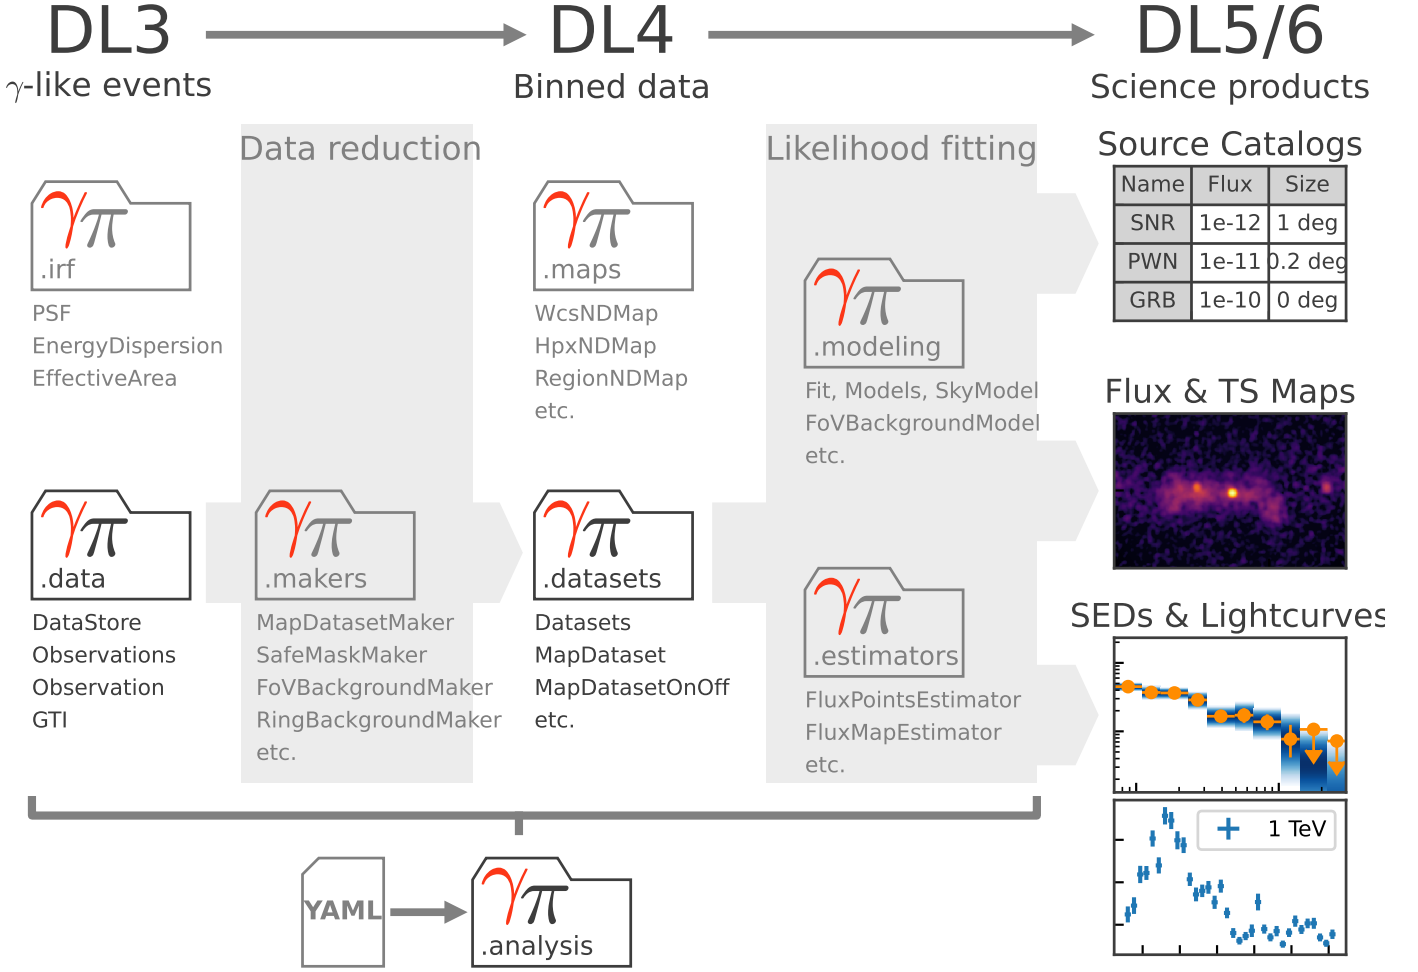 DL3
DL4
DL5/6
γ-like events
Binned data
Science products
Data reduction
Likelihood fitting
γπ
.irf
PSF
EnergyDispersion
EffectiveArea
γπ
.data
DataStore
Observations
Observation
GTI
γπ
.makers
MapDatasetMaker
SafeMaskMaker
FoVBackgroundMaker
RingBackgroundMaker
etc.
γπ
.maps
WcsNDMap
HpxNDMap
RegionNDMap
etc.
γπ
.datasets
Datasets
MapDataset
MapDatasetOnOff
etc.
γπ
.modeling
Fit, Models, SkyModel
FoVBackgroundModel
etc.
γπ
.estimators
FluxPointsEstimator
FluxMapEstimator
etc.
Source Catalogs
Name Flux Size
SNR 1e-12 1 deg
PWN 1e-11 0.2 deg
GRB 1e-10 0 deg
Flux & TS Maps
SEDs & Lightcurves
1 TeV
YAML
γπ
.analysis